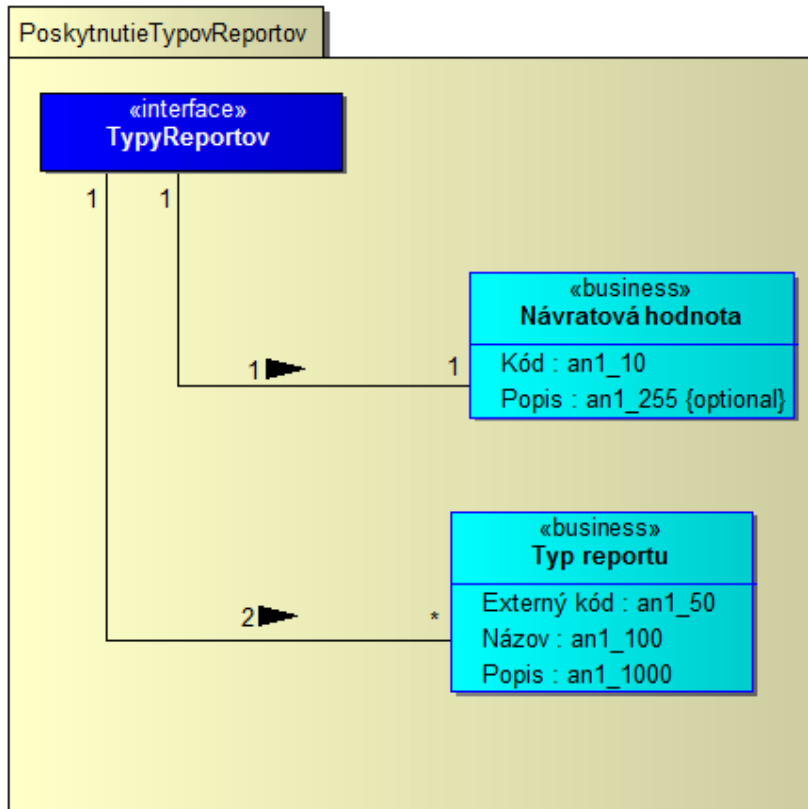 PoskytnutieTypovReportov
«interface»
TypyReportov
1
1
«business»
Návratová hodnota
Kód : an1_10
Popis : an1_255 {optional}
1
1
«business»
Typ reportu
Externý kód : an1_50
Názov : an1_100
Popis : an1_1000
2
*